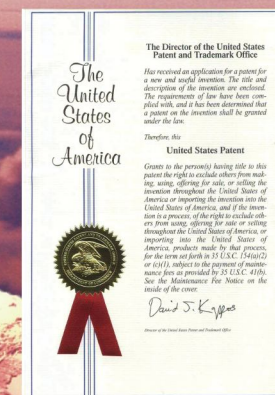 The
United
States
of
America
The Director of the United States
Patent and Trademark Office
Has received an application for a patent for
a new and useful invention. The title and
description of the invention are enclosed.
The requirements of law have been com-
plied with, and it has been determined that
a patent on the invention shall be granted
under the law.
Therefore, this
United States Patent
Grants to the person(s) having title to this
patent the right to exclude others from mak-
ing, using, offering for sale, or selling the
invention throughout the United States of
America or importing the invention into the
United States of America, and if the inven-
tion is a process, of the right to exclude oth-
ers from using, offering for sale or selling
throughout the United States of America, or
importing into the United States of
America, products made by that process,
for the term set forth in 35 U.S.C. 154(a)(2)
or (c)(1), subject to the payment of mainte-
nance fees as provided by 35 U.S.C. 41(b).
See the Maintenance Fee Notice on the
inside of the cover.
David J. Kappos
Director of the United States Patent and Trademark Office